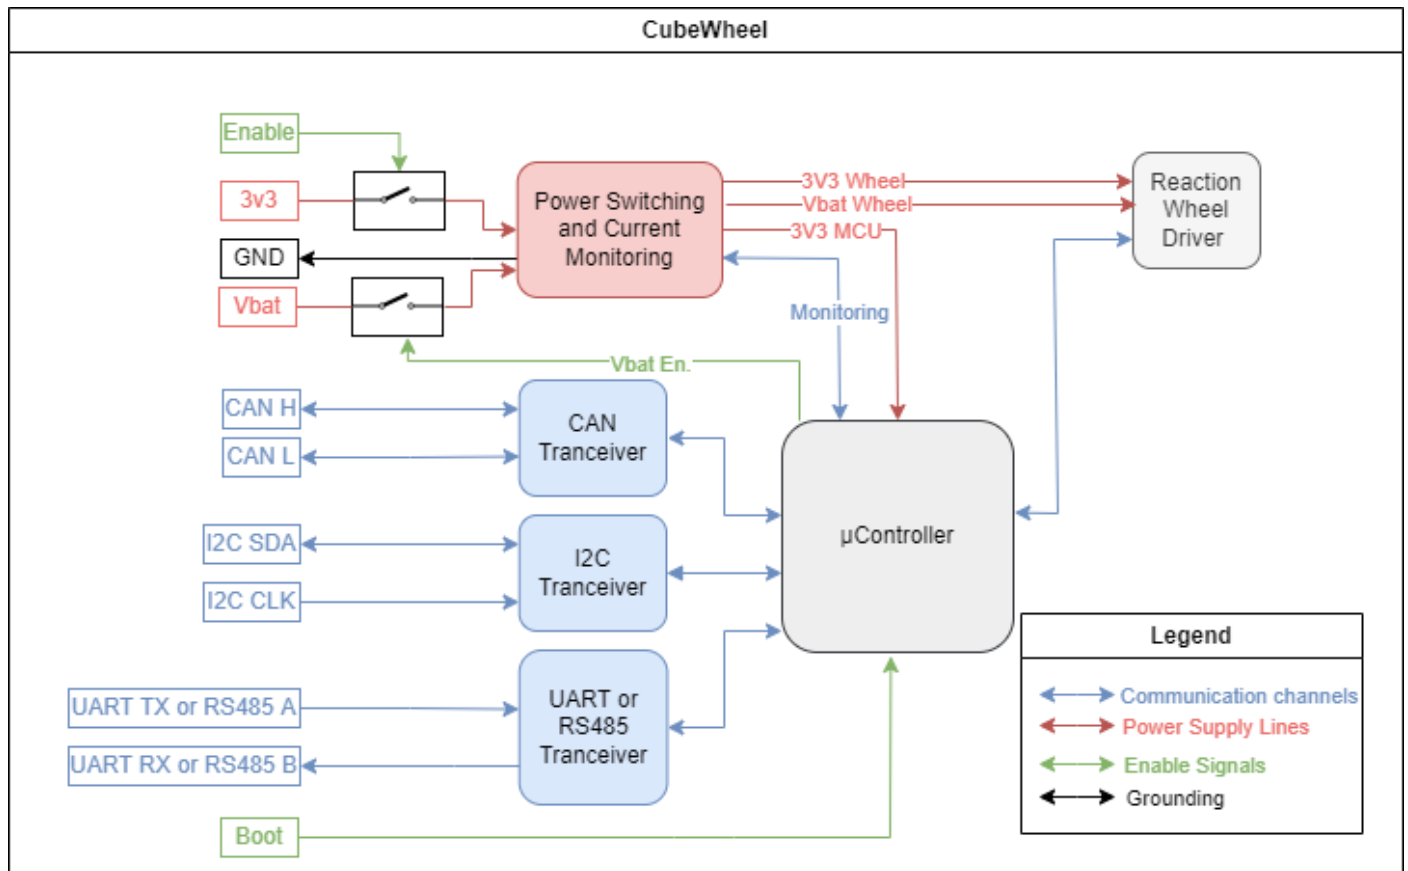 CubeWheel
Enable
3v3
GND
Vbat
Power Switching
and Current
Monitoring
3V3 Wheel
Vbat Wheel
3V3 MCU
Reaction
Wheel
Driver
Monitoring
Vbat En.
CAN H
CAN L
CAN
Tranceiver
I2C SDA
I2C CLK
I2C
Tranceiver
µController
UART TX or RS485 A
UART RX or RS485 B
UART or
RS485
Tranceiver
Boot
Legend
Communication channels
Power Supply Lines
Enable Signals
Grounding